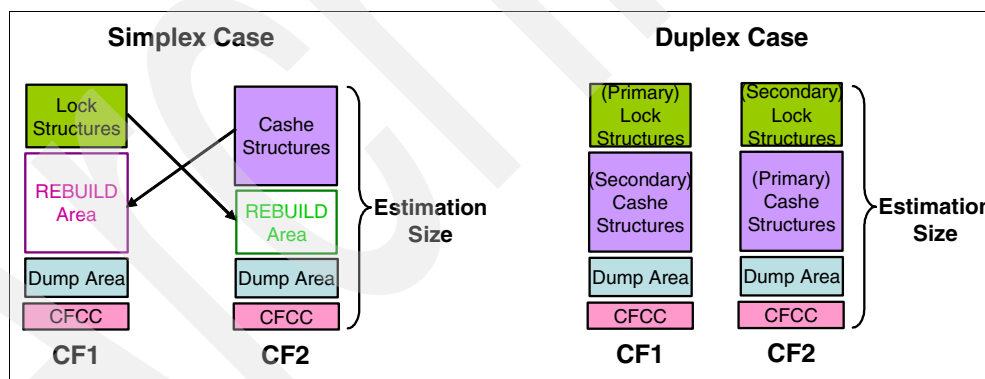 Simplex Case
Lock
Structures
REBUILD
Area
Dump Area
CFCC
CF1
Cashe
Structures
REBUILD
Area
Dump Area
CFCC
CF2
Estimation
Size
Duplex Case
(Primary)
Lock
Structures
(Secondary)
Cashe
Structures
Dump Area
CFCC
CF1
(Secondary)
Lock
Structures
(Primary)
Cashe
Structures
Dump Area
CFCC
CF2
Estimation
Size